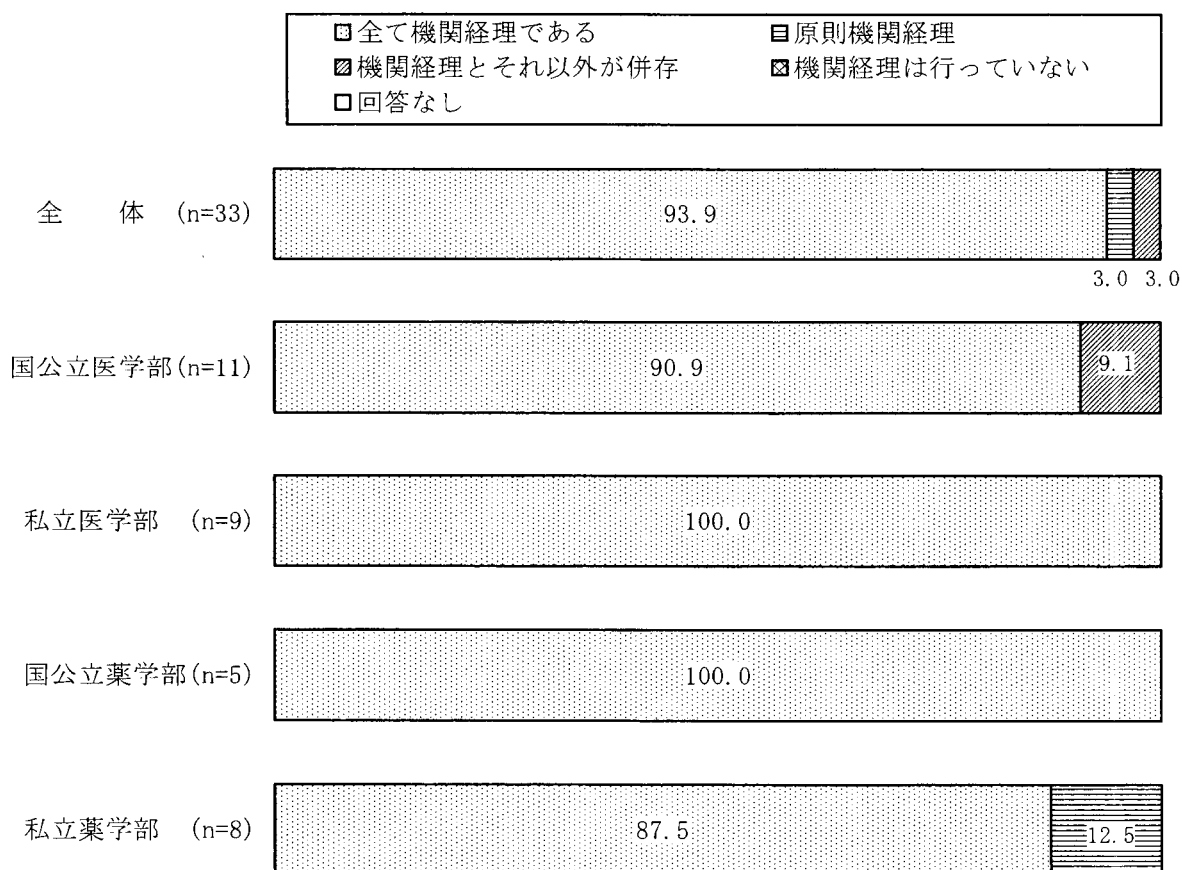 全て機関経理である 原則機関経理
機関経理とそれ以外が併存 機関経理は行っていない
回答なし
全 体 (n=33) 93.9
3.0 3.0
国公立医学部(n=11) 90.9 9.1
私立医学部 (n=9) 100.0
国公立薬学部(n=5) 100.0
私立薬学部 (n=8) 87.5 12.5